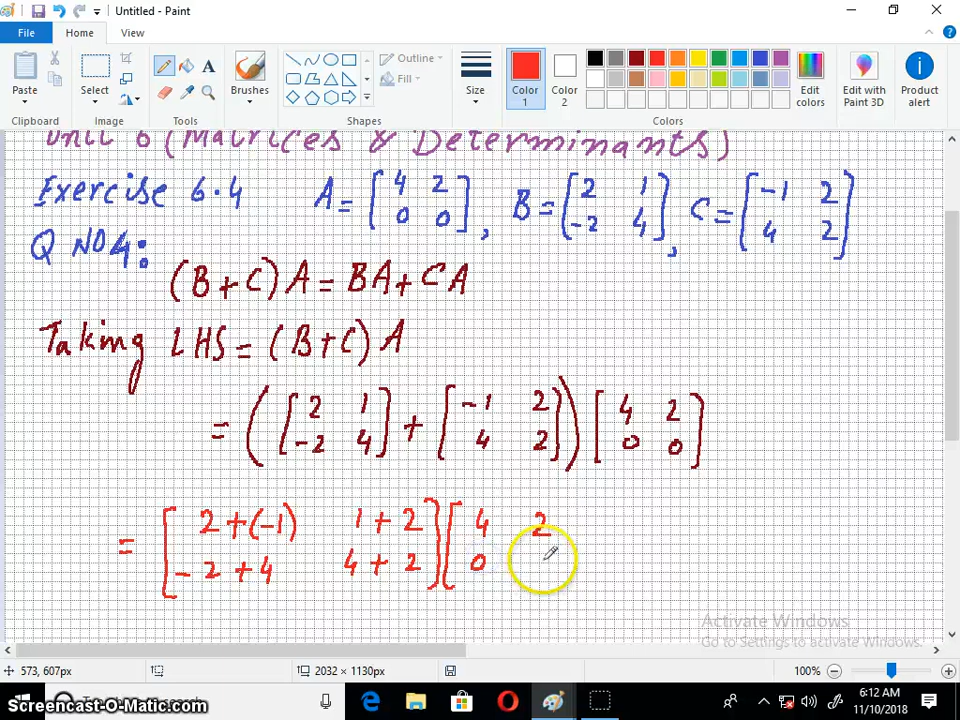 Untitled - Paint
File Home View
Paste Select Brushes Outline Fill Size Color 1 Color 2 Edit colors Edit with Paint 3D Product alert
Clipboard Image Tools Shapes Colors
Unit 6 (Matrices & Determinants)
Exercise 6.4 A = [4 2 0 0], B = [2 1 -2 4], C = [-1 2 4 2]
Q NO 4:
(B+C)A = BA + CA
Taking LHS = (B+C)A
= ([2 1 -2 4] + [-1 2 4 2]) [4 2 0 0]
= [2+(-1) 1+2 -2+4 4+2] [4 2 0
Activate Windows
Go to Settings to activate Windows.
573, 607px 2032 × 1130px 100%
Screencast-O-Matic.com
6:12 AM
11/10/2018